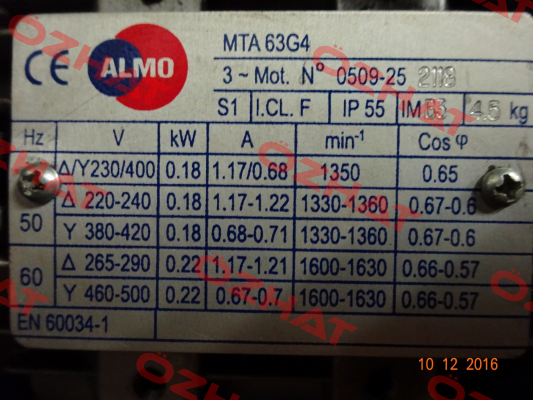 CE ALMO MTA 63G4
3 ~ Mot. Nº 0509-25 2118
S1 I.CL. F IP 55 IM B3 4.5 kg
Hz V kW A min-1 Cos φ
Δ/Y230/400 0.18 1.17/0.68 1350 0.65
50 Δ 220-240 0.18 1.17-1.22 1330-1360 0.67-0.6
Y 380-420 0.18 0.68-0.71 1330-1360 0.67-0.6
60 Δ 265-290 0.22 1.17-1.21 1600-1630 0.66-0.57
Y 460-500 0.22 0.67-0.7 1600-1630 0.66-0.57
EN 60034-1
10 12 2016
ÖZHAT